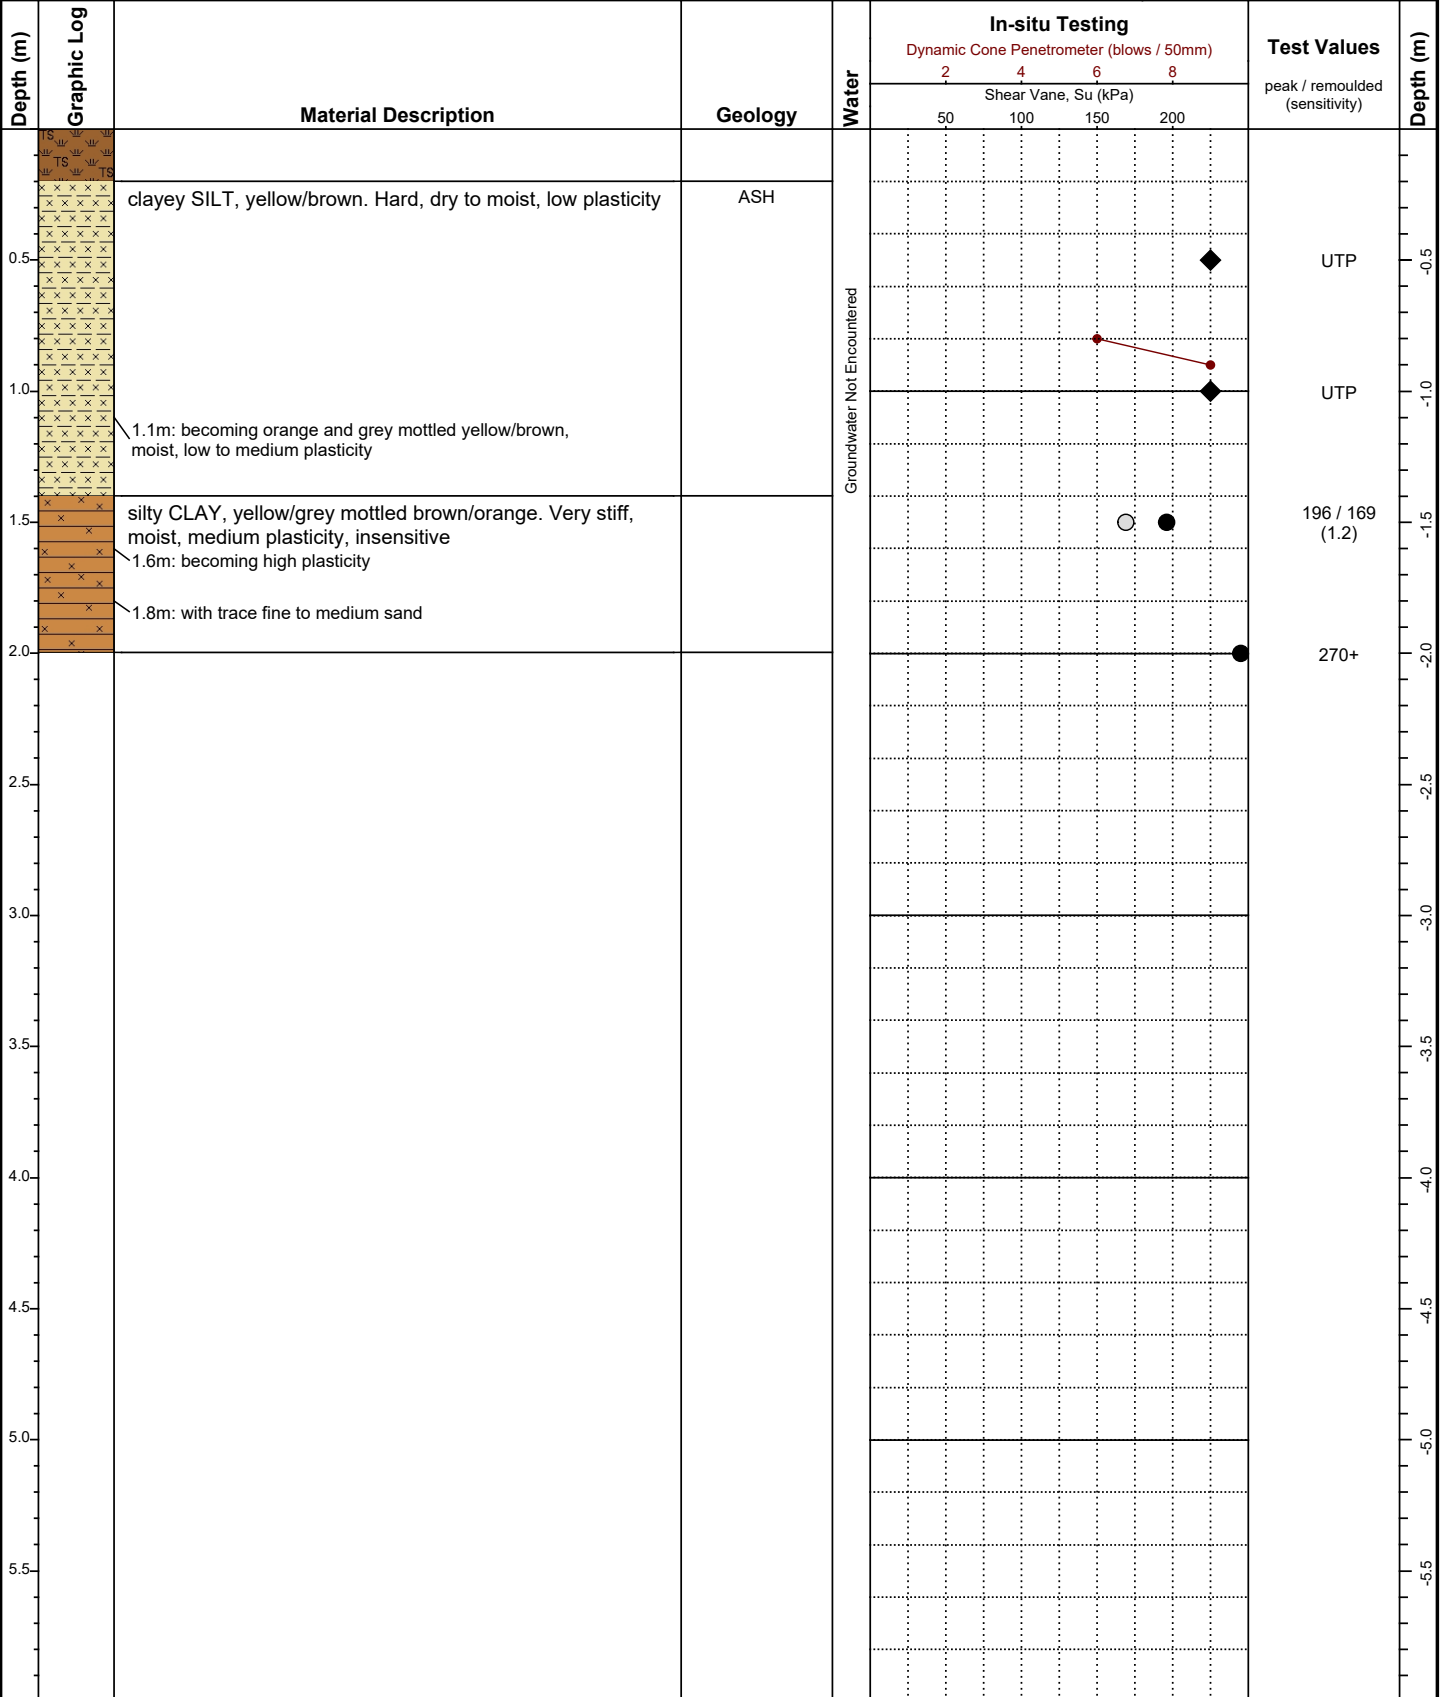 Depth (m)
Graphic Log
Material Description
Geology
Water
In-situ Testing
Dynamic Cone Penetrometer (blows / 50mm)
2 4 6 8
Shear Vane, Su (kPa)
50 100 150 200
Test Values
peak / remoulded
(sensitivity)
Depth (m)
TS
TS
TS
clayey SILT, yellow/brown. Hard, dry to moist, low plasticity
ASH
0.5
UTP
-0.5
Groundwater Not Encountered
1.0
UTP
-1.0
1.1m: becoming orange and grey mottled yellow/brown,
moist, low to medium plasticity
silty CLAY, yellow/grey mottled brown/orange. Very stiff,
moist, medium plasticity, insensitive
1.5
196 / 169
(1.2)
-1.5
1.6m: becoming high plasticity
1.8m: with trace fine to medium sand
2.0
270+
-2.0
2.5
-2.5
3.0
-3.0
3.5
-3.5
4.0
-4.0
4.5
-4.5
5.0
-5.0
5.5
-5.5